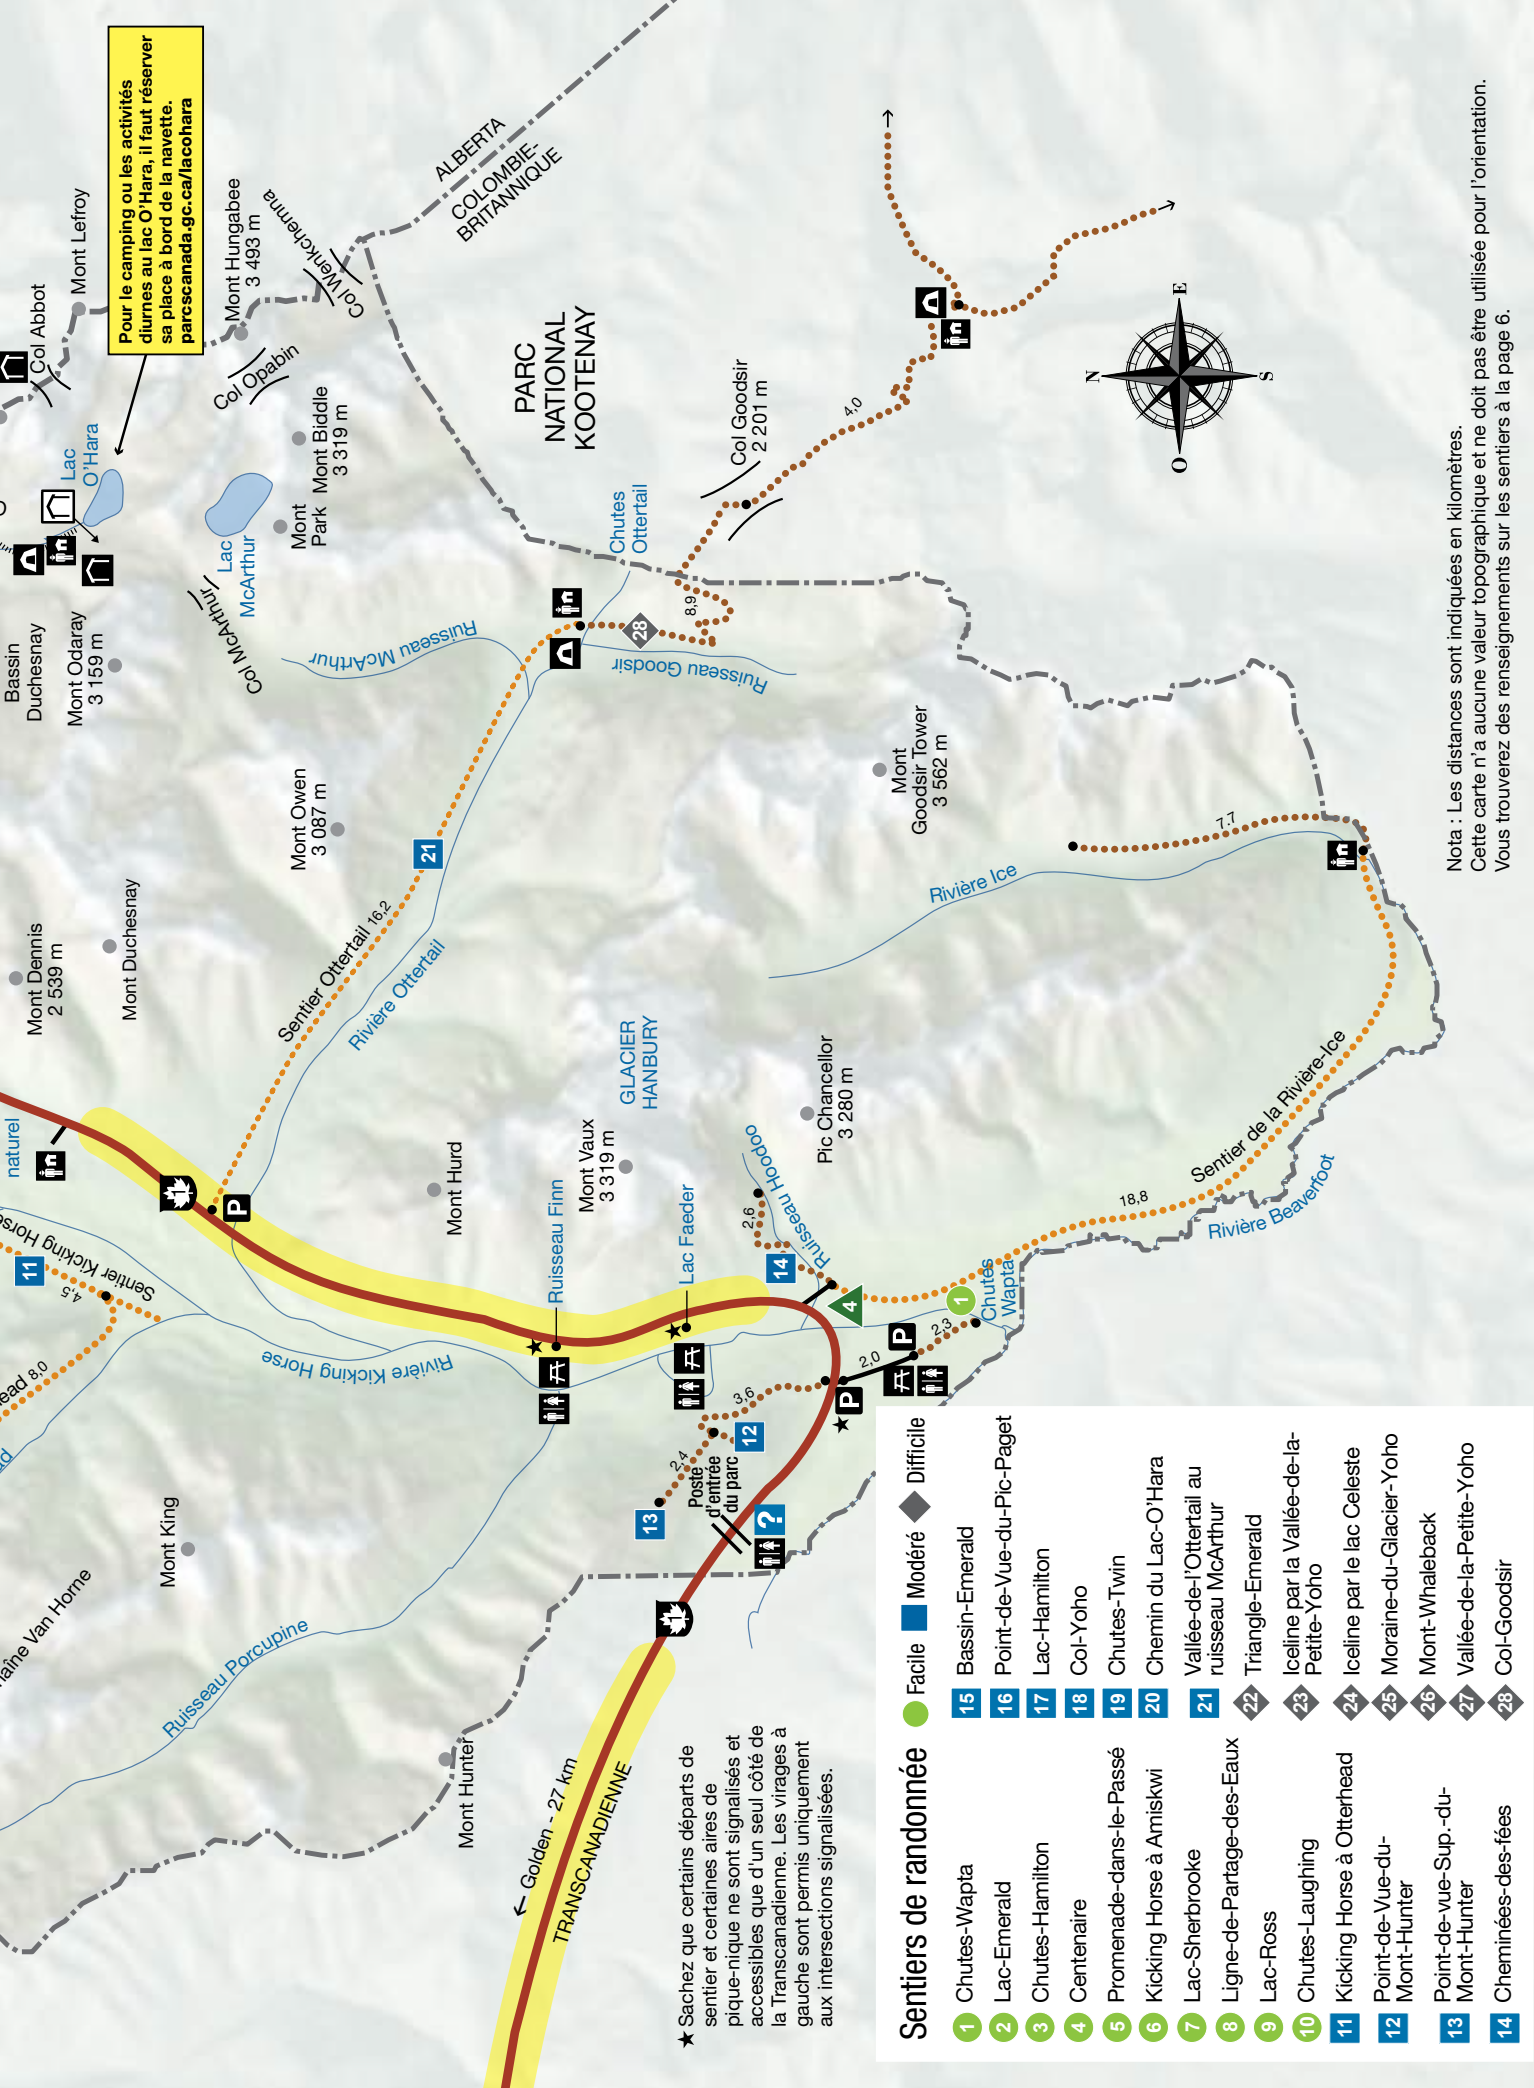 naturel
Mont Dennis
2 539 m
Mont Duchesnay
Bassin
Duchesnay
Mont Odaray
3 159 m
Lac
O'Hara
Col Abbot
Mont Lefroy
Pour le camping ou les activités
diurnes au lac O'Hara, il faut réserver
sa place à bord de la navette.
parcscanada.gc.ca/lacohara
Mont Hungabee
3 493 m
Col Wenkchemna
Col Opabin
Mont Biddle
3 319 m
Mont
Park
Lac
McArthur
Col McArthur
Ruisseau McArthur
Mont Owen
3 087 m
ALBERTA
COLOMBIE-
BRITANNIQUE
PARC
NATIONAL
KOOTENAY
Chutes
Ottertail
Col Goodsir
2 201 m
4,0
8,9
28
Ruisseau Goodsir
21
Sentier Ottertail 16,2
Rivière Ottertail
1
P
Sentier Kicking Horse
11
4,5
8,0
Rivière Kicking Horse
Mont King
Ruisseau Porcupine
Mont Hunter
Mont Hurd
Ruisseau Finn
Mont Vaux
3 319 m
GLACIER
HANBURY
Lac Faeder
Mont
Goodsir Tower
3 562 m
Pic Chancellor
3 280 m
Ruisseau Hoodoo
2,6
14
4
1
Chutes
Wapta
2,3
P
2,0
P
3,6
12
2,4
13
Poste
d'entrée
du parc
?
1
Rivière Ice
7.7
Sentier de la Rivière-Ice
18,8
Rivière Beaverfoot
N
E
S
O
← Golden - 27 km
TRANSCANADIENNE
★ Sachez que certains départs de
sentier et certaines aires de
pique-nique ne sont signalisés et
accessibles que d'un seul côté de
la Transcanadienne. Les virages à
gauche sont permis uniquement
aux intersections signalisées.
Sentiers de randonnée
Facile
Modéré
Difficile
1 Chutes-Wapta
2 Lac-Emerald
3 Chutes-Hamilton
4 Centenaire
5 Promenade-dans-le-Passé
6 Kicking Horse à Amiskwi
7 Lac-Sherbrooke
8 Ligne-de-Partage-des-Eaux
9 Lac-Ross
10 Chutes-Laughing
11 Kicking Horse à Otterhead
12 Point-de-Vue-du-
Mont-Hunter
13 Point-de-vue-Sup.-du-
Mont-Hunter
14 Cheminées-des-fées
15 Bassin-Emerald
16 Point-de-Vue-du-Pic-Paget
17 Lac-Hamilton
18 Col-Yoho
19 Chutes-Twin
20 Chemin du Lac-O'Hara
21 Vallée-de-l'Ottertail au
ruisseau McArthur
22 Triangle-Emerald
23 Iceline par la Vallée-de-la-
Petite-Yoho
24 Iceline par le lac Celeste
25 Moraine-du-Glacier-Yoho
26 Mont-Whaleback
27 Vallée-de-la-Petite-Yoho
28 Col-Goodsir
Nota : Les distances sont indiquées en kilomètres.
Cette carte n'a aucune valeur topographique et ne doit pas être utilisée pour l'orientation.
Vous trouverez des renseignements sur les sentiers à la page 6.